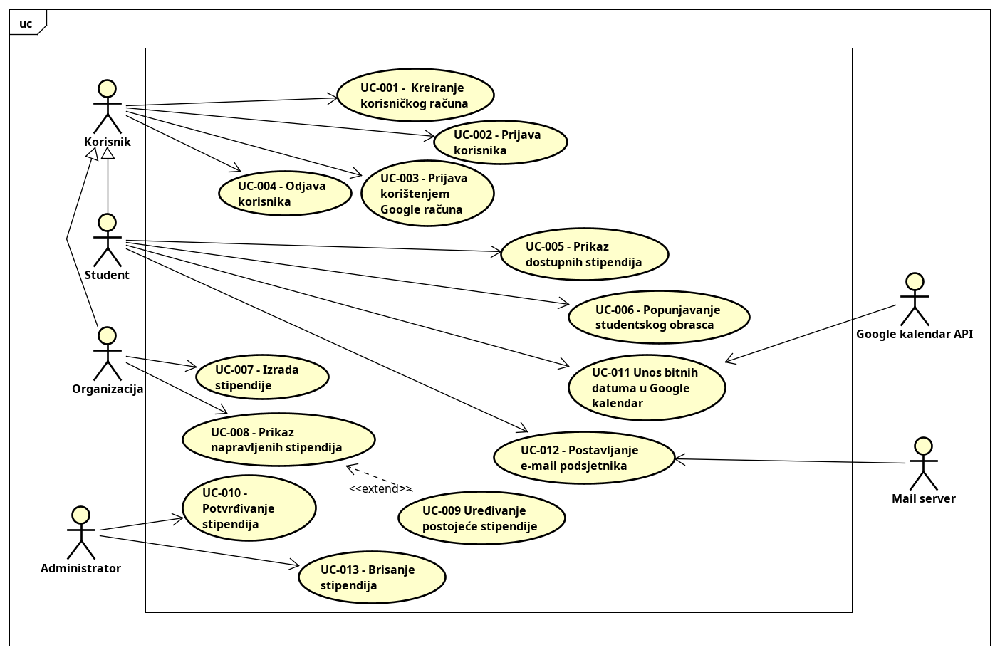 uc
UC-001 -  Kreiranje
korisničkog računa
Korisnik
UC-002 - Prijava
korisnika
UC-003 - Prijava
korištenjem
Google računa
UC-004 - Odjava
korisnika
UC-005 - Prikaz
dostupnih stipendija
Student
UC-006 - Popunjavanje
studentskog obrasca
Google kalendar API
UC-007 - Izrada
stipendije
Organizacija
UC-011 Unos bitnih
datuma u Google
kalendar
UC-008 - Prikaz
napravljenih stipendija
UC-012 - Postavljanje
e-mail podsjetnika
<<extend>>
Mail server
UC-010 -
Potvrđivanje
stipendija
UC-009 Uređivanje
postojeće stipendije
Administrator
UC-013 - Brisanje
stipendija